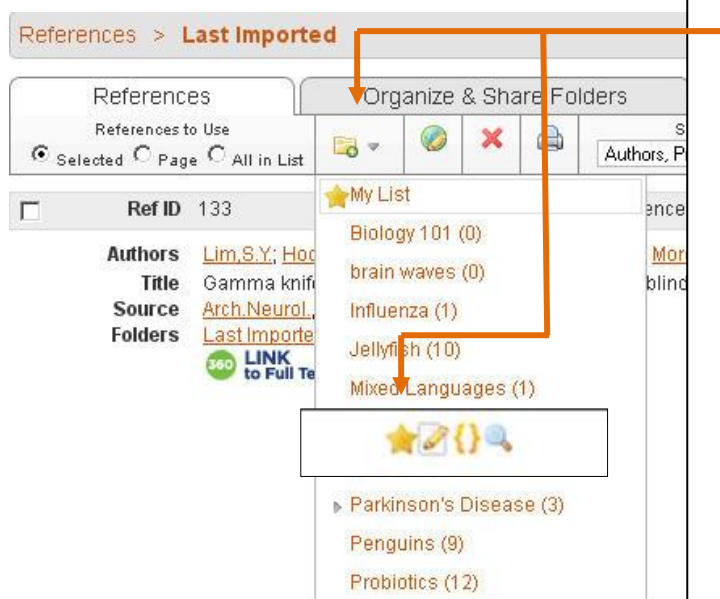 References > Last Imported
References
Organize & Share Folders
References to Use
Selected Page All in List
S
Authors, P
My List
Ref ID 133
Biology 101 (0)
Authors Lim,S.Y.; Hoo
brain waves (0)
Title Gamma knif
blind
Source Arch.Neurol.,
Influenza (1)
Folders Last Importe
Jellyfish (10)
360 LINK
to Full Te
Mixed Languages (1)
Parkinson's Disease (3)
Penguins (9)
Probiotics (12)